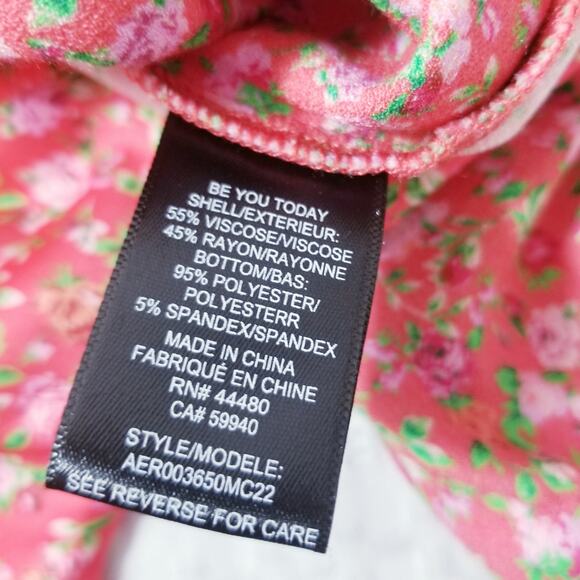 BE YOU TODAY
SHELL/EXTERIEUR:
55% VISCOSE/VISCOSE
45% RAYON/RAYONNE
BOTTOM/BAS:
95% POLYESTER/
POLYESTERR
5% SPANDEX/SPANDEX
MADE IN CHINA
FABRIQUÉ EN CHINE
RN# 44480
CA# 59940
STYLE/MODELE:
AER003650MC22
SEE REVERSE FOR CARE